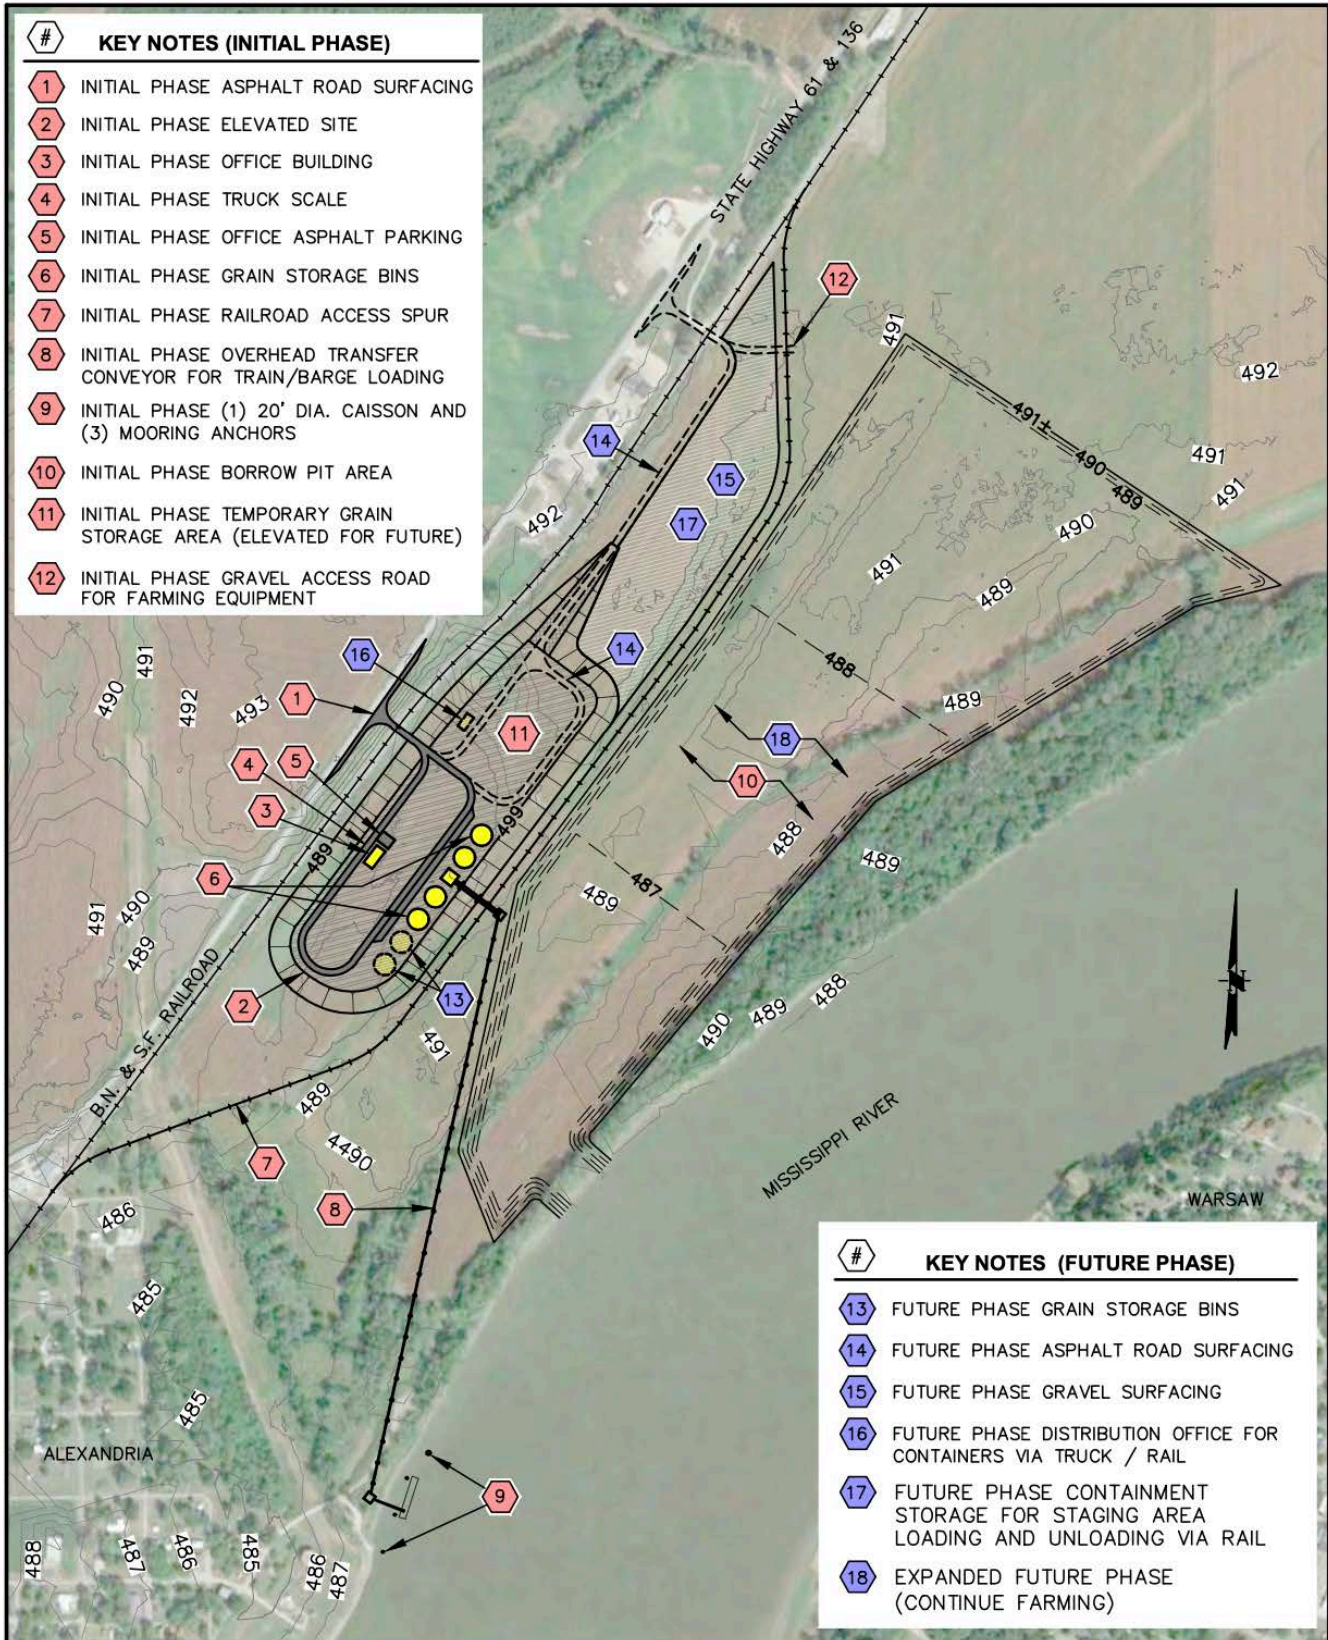 # KEY NOTES (INITIAL PHASE)
1 INITIAL PHASE ASPHALT ROAD SURFACING
2 INITIAL PHASE ELEVATED SITE
3 INITIAL PHASE OFFICE BUILDING
4 INITIAL PHASE TRUCK SCALE
5 INITIAL PHASE OFFICE ASPHALT PARKING
6 INITIAL PHASE GRAIN STORAGE BINS
7 INITIAL PHASE RAILROAD ACCESS SPUR
8 INITIAL PHASE OVERHEAD TRANSFER
CONVEYOR FOR TRAIN/BARGE LOADING
9 INITIAL PHASE (1) 20' DIA. CAISSON AND
(3) MOORING ANCHORS
10 INITIAL PHASE BORROW PIT AREA
11 INITIAL PHASE TEMPORARY GRAIN
STORAGE AREA (ELEVATED FOR FUTURE)
12 INITIAL PHASE GRAVEL ACCESS ROAD
FOR FARMING EQUIPMENT
STATE HIGHWAY 61 & 136
12
491
492
491±
14
491
490
15
489
491
17
492
490
491
489
16
14
488
491
490
492
493
1
489
11
18
4
5
10
3
499
488
489
489
6
487
489
491
490
489
B.N. & S.F. RAILROAD
2
13
488
489
490
N
491
489
4490
7
MISSISSIPPI RIVER
8
486
WARSAW
485
485
ALEXANDRIA
9
488
487
486
485
486
487
# KEY NOTES (FUTURE PHASE)
13 FUTURE PHASE GRAIN STORAGE BINS
14 FUTURE PHASE ASPHALT ROAD SURFACING
15 FUTURE PHASE GRAVEL SURFACING
16 FUTURE PHASE DISTRIBUTION OFFICE FOR
CONTAINERS VIA TRUCK / RAIL
17 FUTURE PHASE CONTAINMENT
STORAGE FOR STAGING AREA
LOADING AND UNLOADING VIA RAIL
18 EXPANDED FUTURE PHASE
(CONTINUE FARMING)